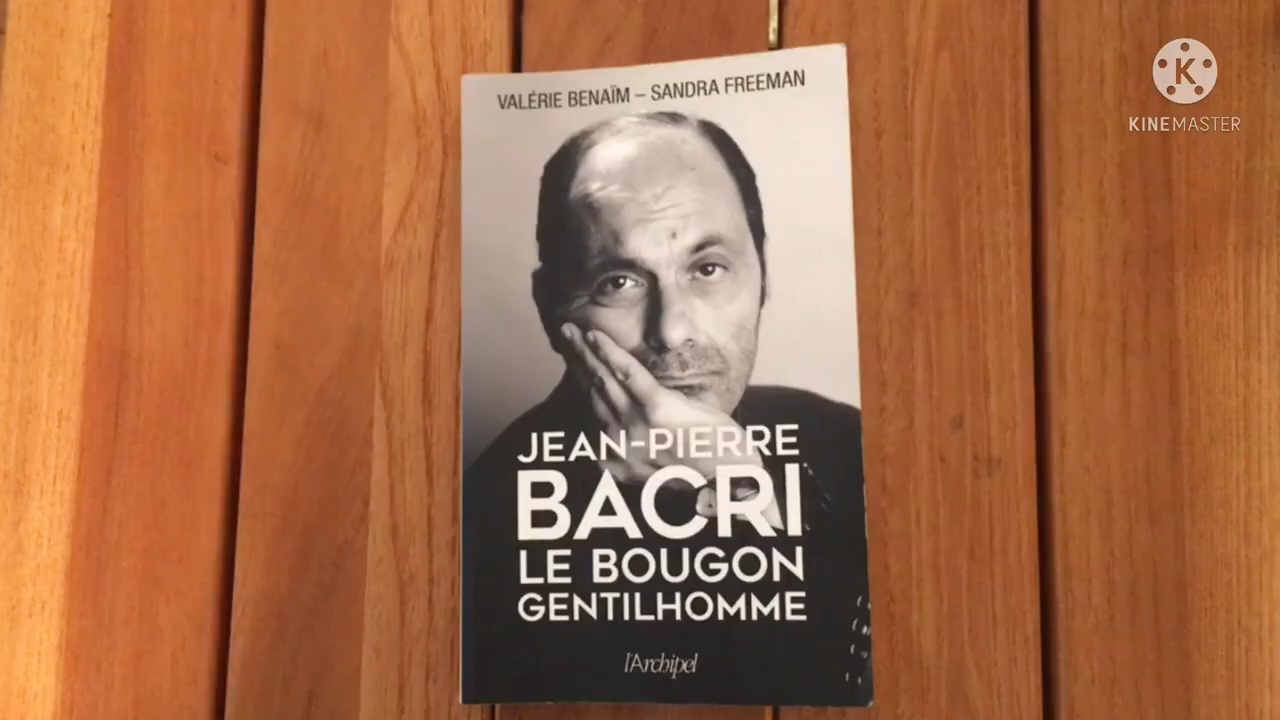 VALÉRIE BENAÏM – SANDRA FREEMAN
JEAN-PIERRE
BACRI
LE BOUGON
GENTILHOMME
l'Archipel
K
KINEMASTER